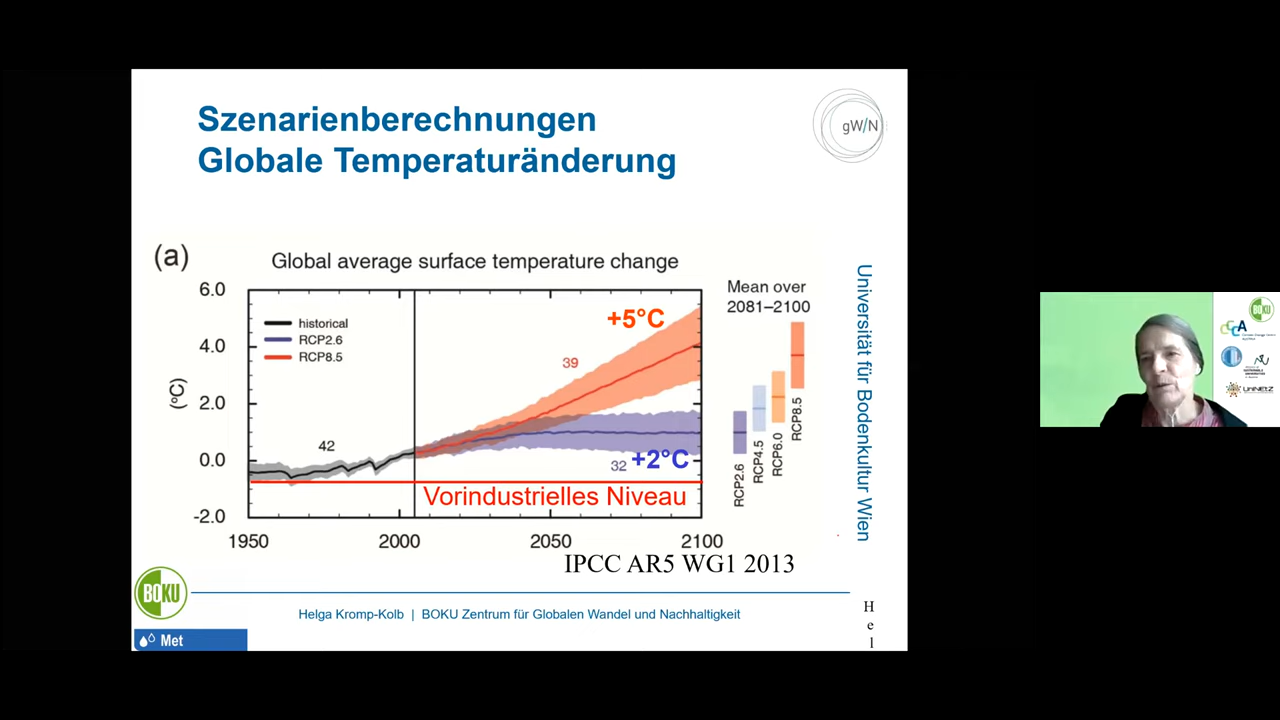 Szenarienberechnungen
Globale Temperaturänderung
gW/N
(a)
Global average surface temperature change
Mean over
2081–2100
6.0
4.0
2.0
0.0
-2.0
(°C)
historical
RCP2.6
RCP8.5
+5°C
39
42
32
+2°C
Vorindustrielles Niveau
1950
2000
2050
2100
RCP2.6
RCP4.5
RCP6.0
RCP8.5
IPCC AR5 WG1 2013
Universität für Bodenkultur Wien
BOKU
Helga Kromp-Kolb | BOKU Zentrum für Globalen Wandel und Nachhaltigkeit
Met
H
e
l
BOKU
CCCA
UNINETZ